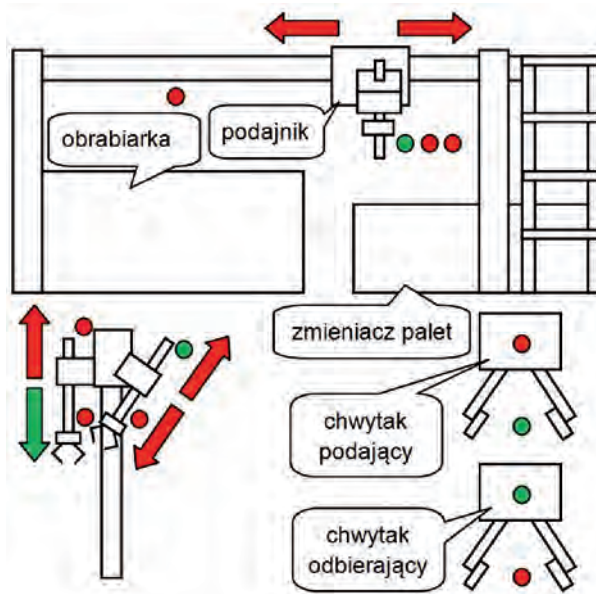 obrabiarka
podajnik
zmieniacz palet
chwytak
podający
chwytak
odbierający